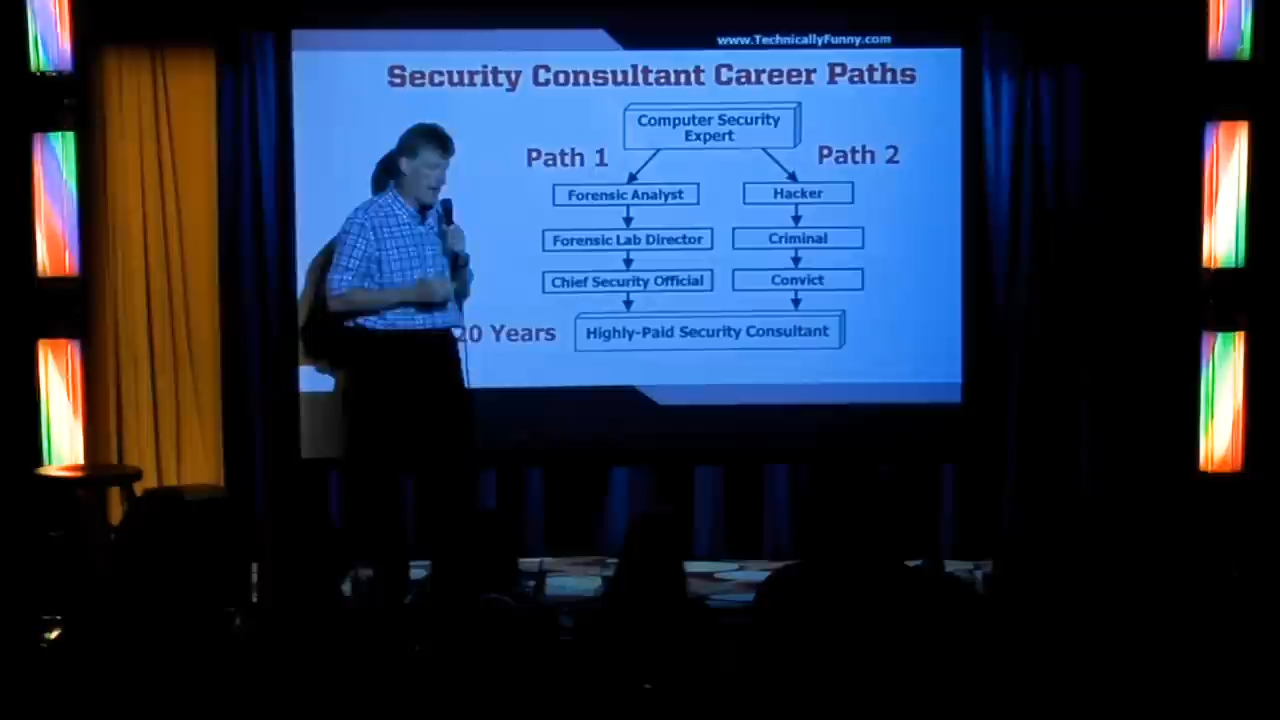 www.TechnicallyFunny.com
Security Consultant Career Paths
Computer Security
Expert
Path 1
Path 2
Forensic Analyst
Hacker
Forensic Lab Director
Criminal
Chief Security Official
Convict
20 Years
Highly-Paid Security Consultant